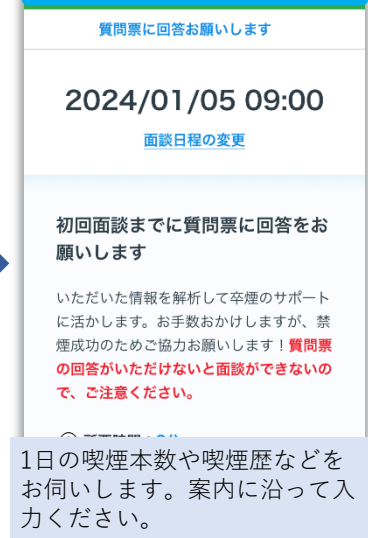 質問票に回答お願いします
2024/01/05 09:00
面談日程の変更
初回面談までに質問票に回答をお
願いします
いただいた情報を解析して卒煙のサポート
に活かします。お手数おかけしますが、禁
煙成功のためご協力お願いします！質問票
の回答がいただけないと面談ができないの
で、ご注意ください。
1日の喫煙本数や喫煙歴などを
お伺いします。案内に沿って入
力ください。